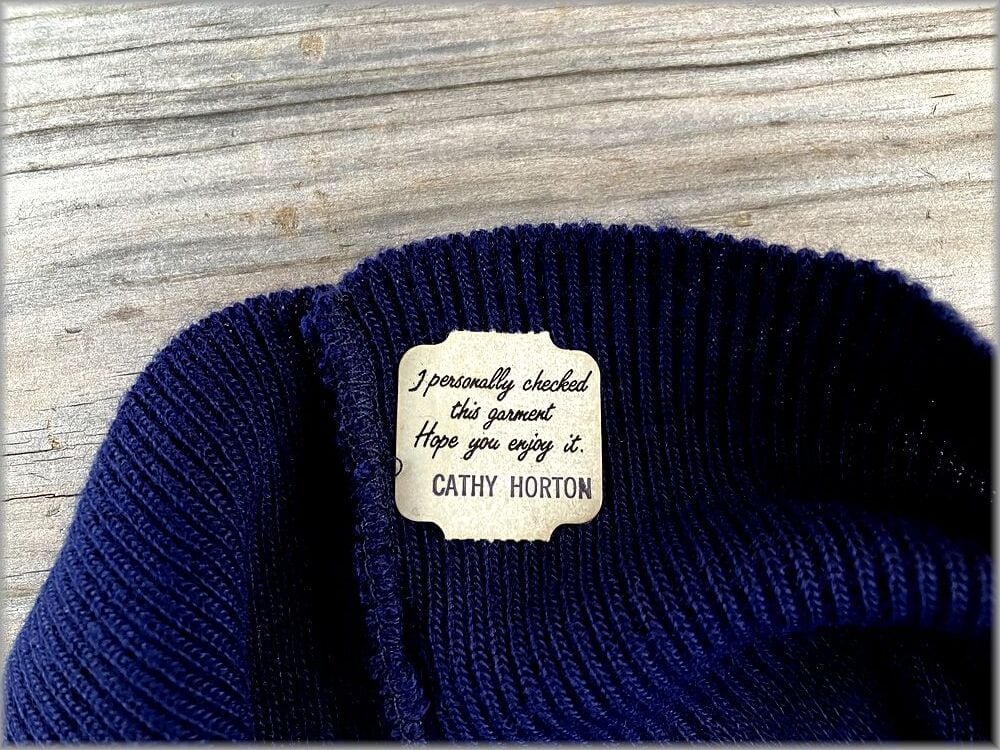 I personally checked
this garment
Hope you enjoy it.
CATHY HORTON